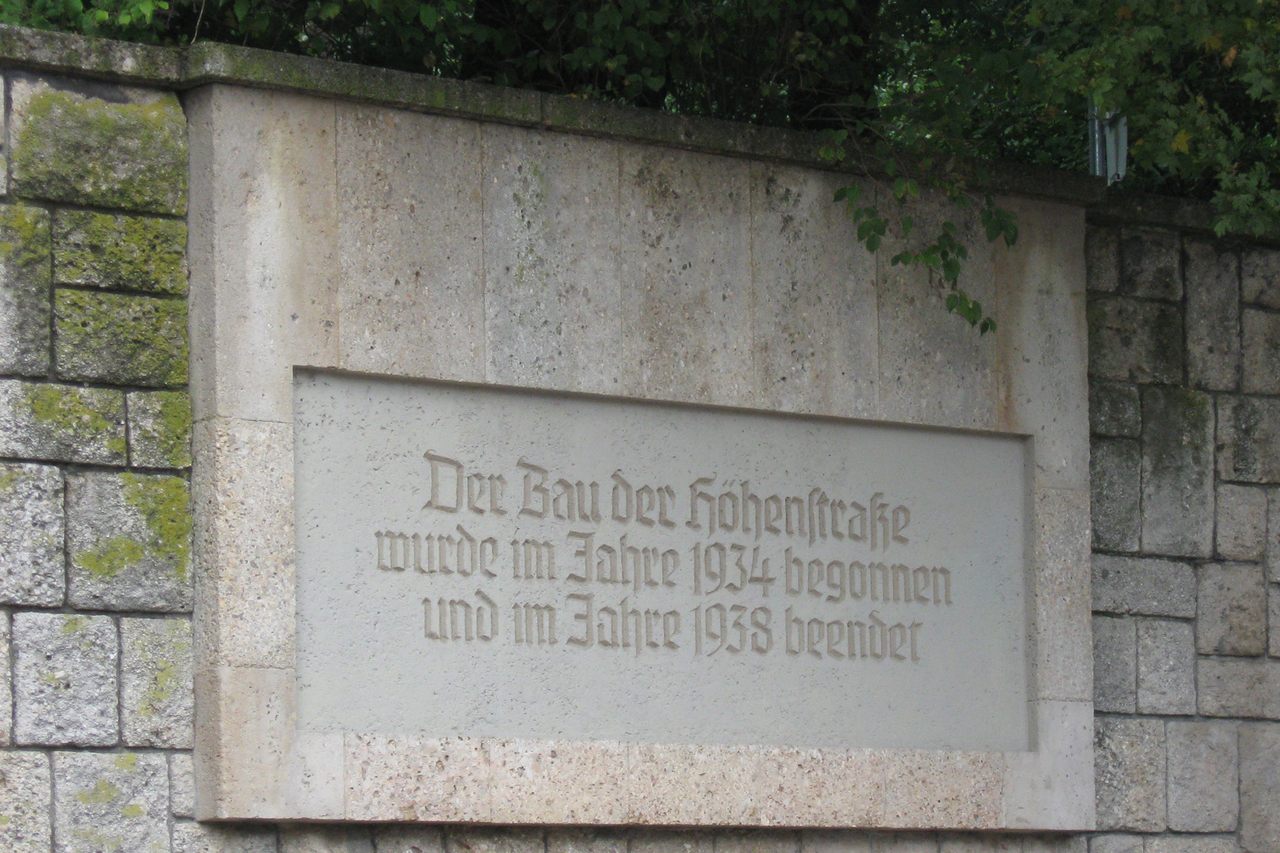 Der Bau der Höhenstraße
wurde im Jahre 1934 begonnen
und im Jahre 1938 beendet